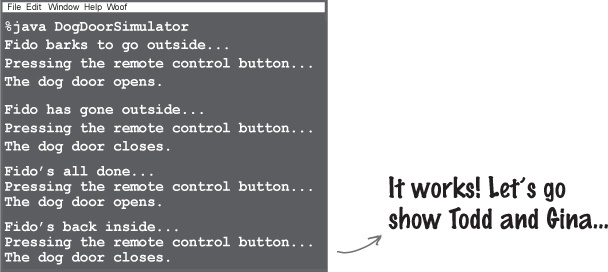 File Edit Window Help Woof
%java DogDoorSimulator
Fido barks to go outside...
Pressing the remote control button...
The dog door opens.
Fido has gone outside...
Pressing the remote control button...
The dog door closes.
Fido’s all done...
Pressing the remote control button...
The dog door opens.
Fido’s back inside...
Pressing the remote control button...
The dog door closes.
It works! Let’s go
show Todd and Gina...